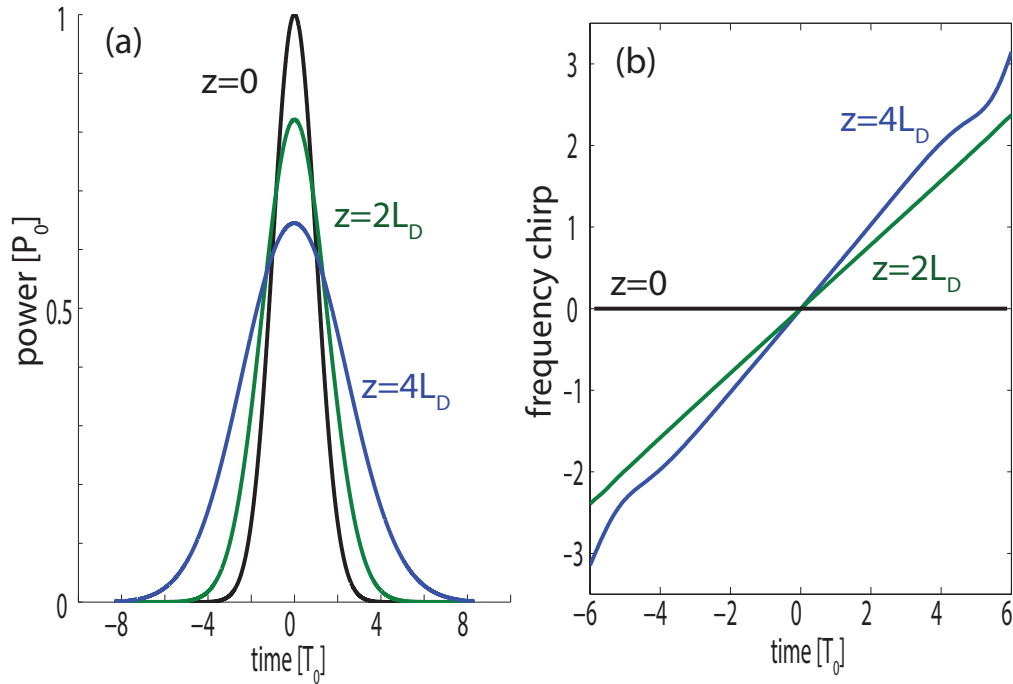 (a)
z=0
z=2L_D
z=4L_D
power [P_0]
1
0.5
0
−8
−4
0
4
8
time [T_0]
(b)
z=4L_D
z=2L_D
z=0
frequency chirp
3
2
1
0
−1
−2
−3
−6
−4
−2
0
2
4
6
time [T_0]